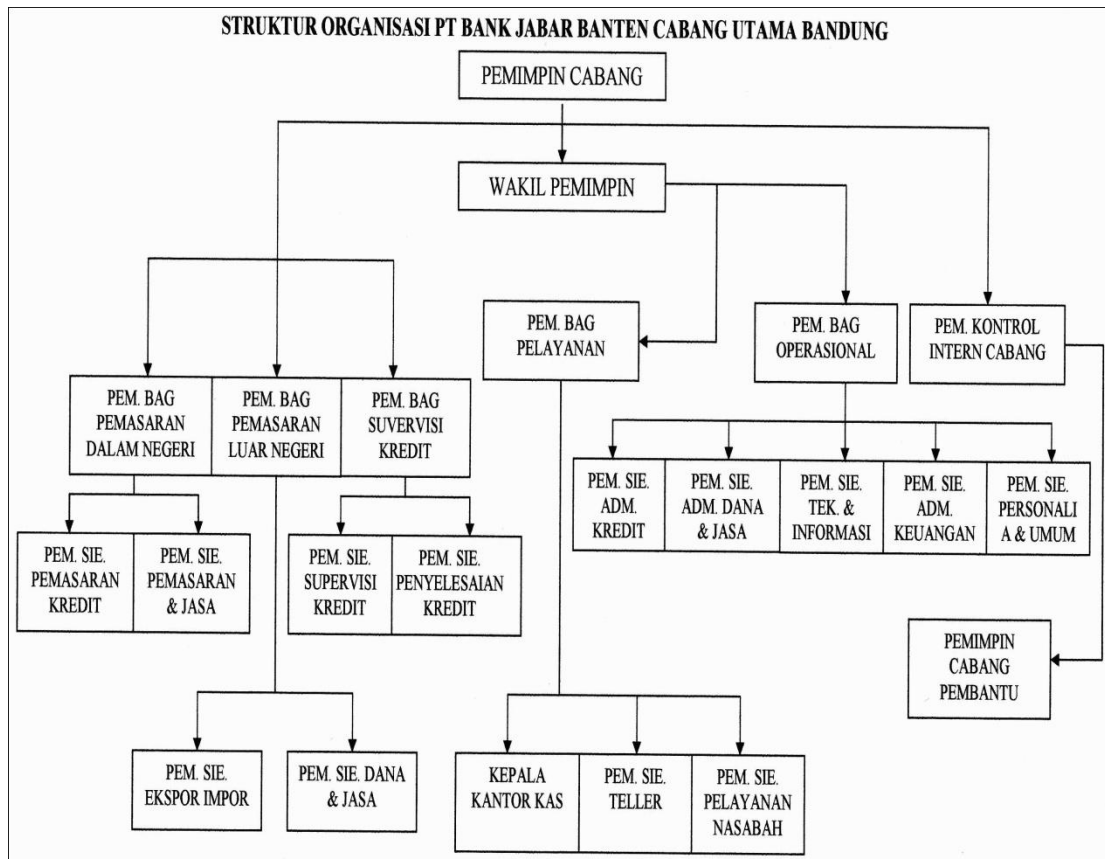 STRUKTUR ORGANISASI PT BANK JABAR BANTEN CABANG UTAMA BANDUNG
PEMIMPIN CABANG
WAKIL PEMIMPIN
PEM. BAG
PELAYANAN
PEM. BAG
OPERASIONAL
PEM. KONTROL
INTERN CABANG
PEM. BAG
PEMASARAN
DALAM NEGERI
PEM. BAG
PEMASARAN
LUAR NEGERI
PEM. BAG
SUVERVISI
KREDIT
PEM. SIE.
ADM.
KREDIT
PEM. SIE.
ADM. DANA
& JASA
PEM. SIE.
TEK. &
INFORMASI
PEM. SIE.
ADM.
KEUANGAN
PEM. SIE.
PERSONALI
A & UMUM
PEM. SIE.
PEMASARAN
KREDIT
PEM. SIE.
PEMASARAN
& JASA
PEM. SIE.
SUPERVISI
KREDIT
PEM. SIE.
PENYELESAIAN
KREDIT
PEMIMPIN
CABANG
PEMBANTU
PEM. SIE.
EKSPOR IMPOR
PEM. SIE. DANA
& JASA
KEPALA
KANTOR KAS
PEM. SIE.
TELLER
PEM. SIE.
PELAYANAN
NASABAH